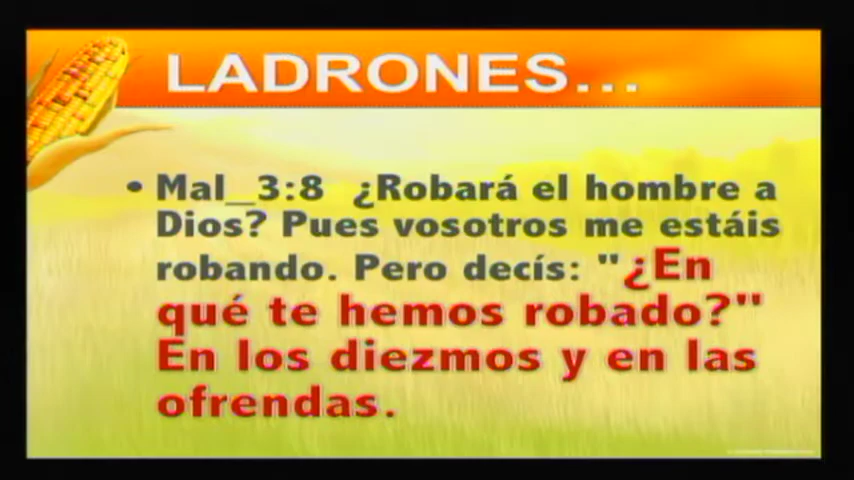 LADRONES...
• Mal_3:8 ¿Robará el hombre a
Dios? Pues vosotros me estáis
robando. Pero decís: "¿En
qué te hemos robado?"
En los diezmos y en las
ofrendas.